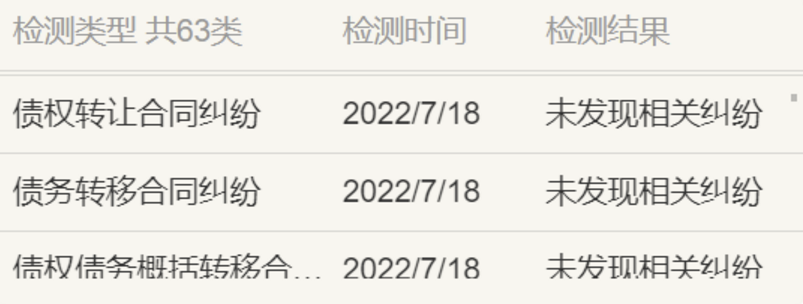 检测类型 共63类 检测时间 检测结果
债权转让合同纠纷 2022/7/18 未发现相关纠纷
债务转移合同纠纷 2022/7/18 未发现相关纠纷
债权债务概括转移合... 2022/7/18 未发现相关纠纷